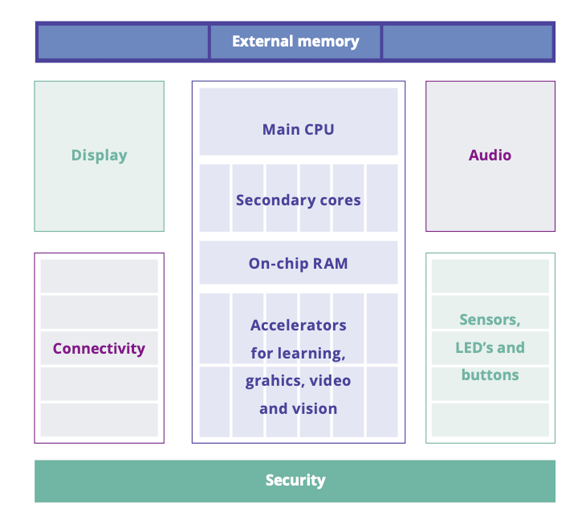 External memory
Display
Main CPU
Audio
Secondary cores
On-chip RAM
Connectivity
Accelerators
for learning,
grahics, video
and vision
Sensors,
LED's and
buttons
Security